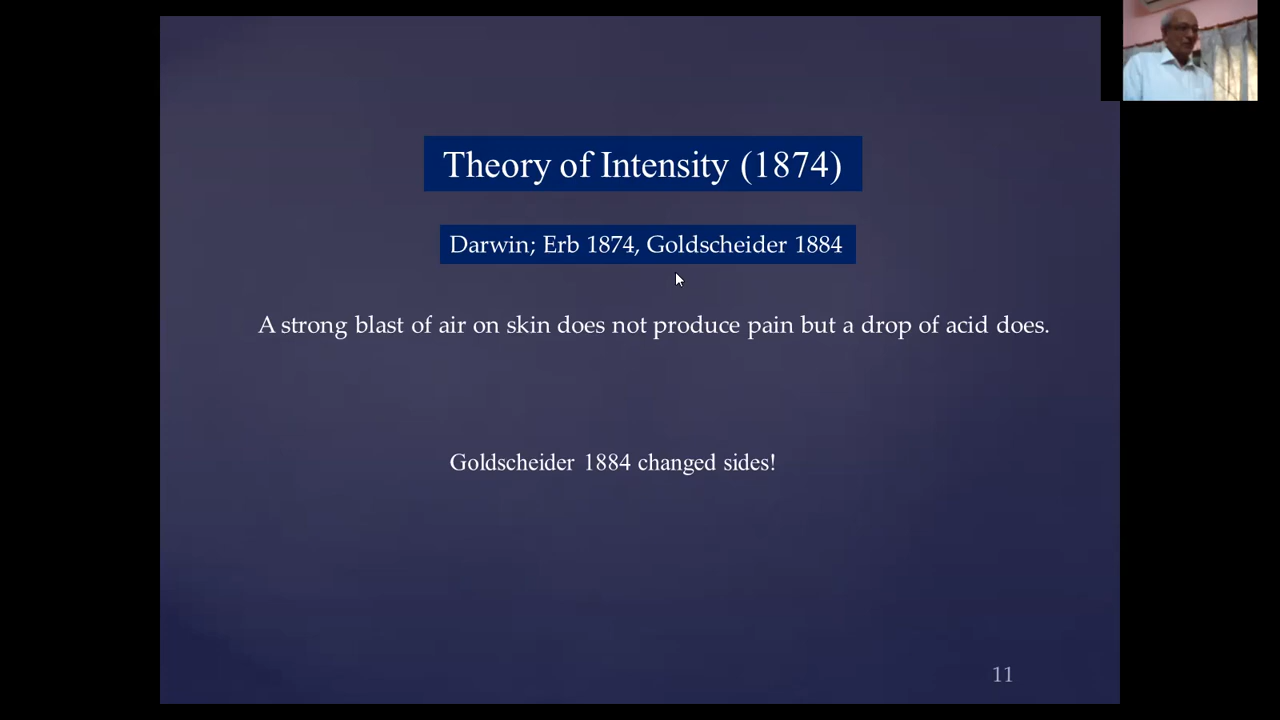 Theory of Intensity (1874)
Darwin; Erb 1874, Goldscheider 1884
A strong blast of air on skin does not produce pain but a drop of acid does.
Goldscheider 1884 changed sides!
11